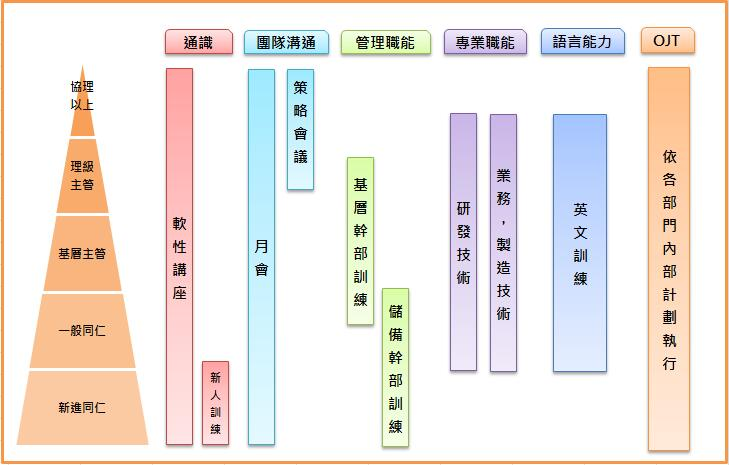 通識
團隊溝通
管理職能
專業職能
語言能力
OJT
協理
以上
理級
主管
基層主管
一般同仁
新進同仁
軟性講座
新人訓練
月會
策略會議
基層幹部訓練
儲備幹部訓練
研發技術
業務，製造技術
英文訓練
依各部門內部計劃執行